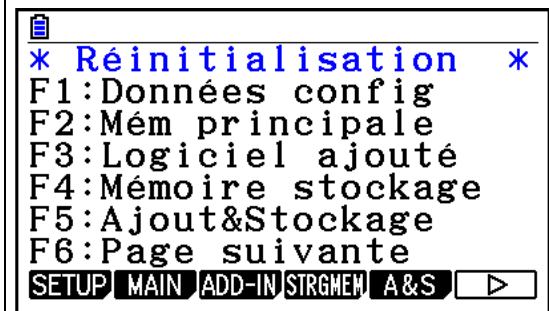 * Réinitialisation *
F1:Données config
F2:Mém principale
F3:Logiciel ajouté
F4:Mémoire stockage
F5:Ajout&Stockage
F6:Page suivante
SETUP MAIN ADD-IN STRGMEM A&S